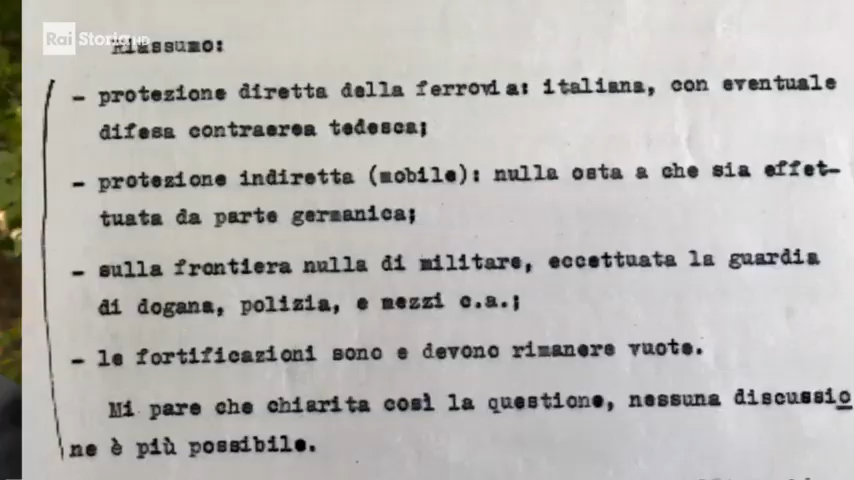 Rai Storia HD
Riassumo:
- protezione diretta della ferrovia: italiana, con eventuale
difesa contraerea tedesca;
- protezione indiretta (mobile): nulla osta a che sia effet-
tuata da parte germanica;
- sulla frontiera nulla di militare, eccettuata la guardia
di dogana, polizia, e mezzi c.a.;
- le fortificazioni sono e devono rimanere vuote.
Mi pare che chiarita così la questione, nessuna discussio
ne è più possibile.